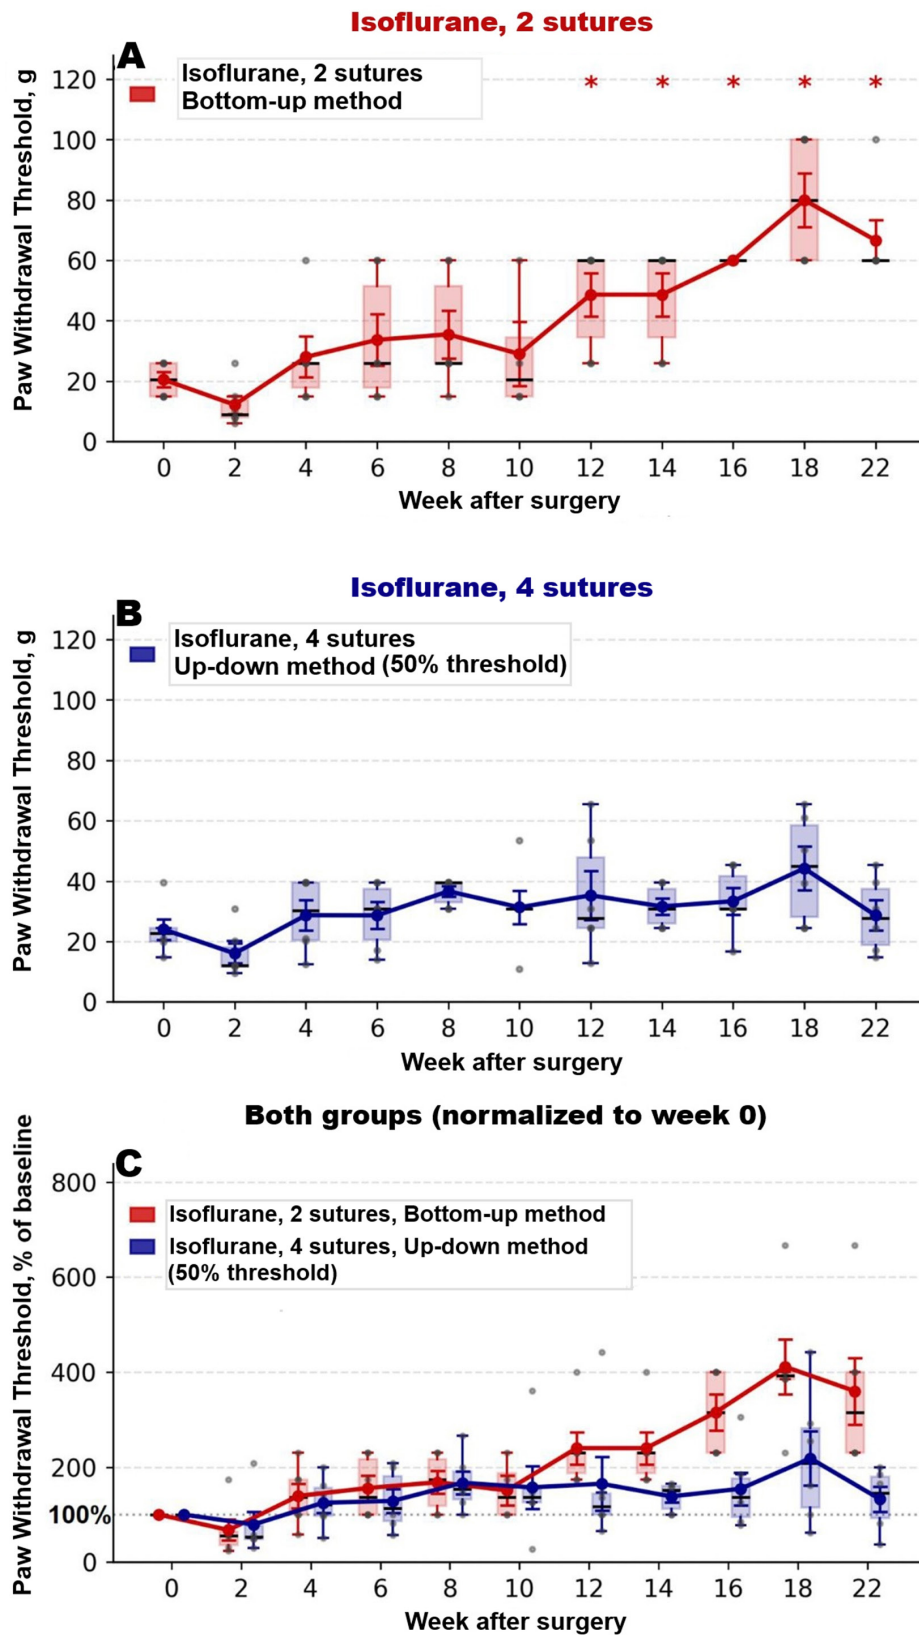 Isoflurane, 2 sutures
A
Isoflurane, 2 sutures
Bottom-up method
* * * * *
Paw Withdrawal Threshold, g
120
100
80
60
40
20
0
0 2 4 6 8 10 12 14 16 18 22
Week after surgery
Isoflurane, 4 sutures
B
Isoflurane, 4 sutures
Up-down method (50% threshold)
Paw Withdrawal Threshold, g
120
100
80
60
40
20
0
0 2 4 6 8 10 12 14 16 18 22
Week after surgery
Both groups (normalized to week 0)
C
Isoflurane, 2 sutures, Bottom-up method
Isoflurane, 4 sutures, Up-down method
(50% threshold)
Paw Withdrawal Threshold, % of baseline
800
600
400
200
100%
0
0 2 4 6 8 10 12 14 16 18 22
Week after surgery